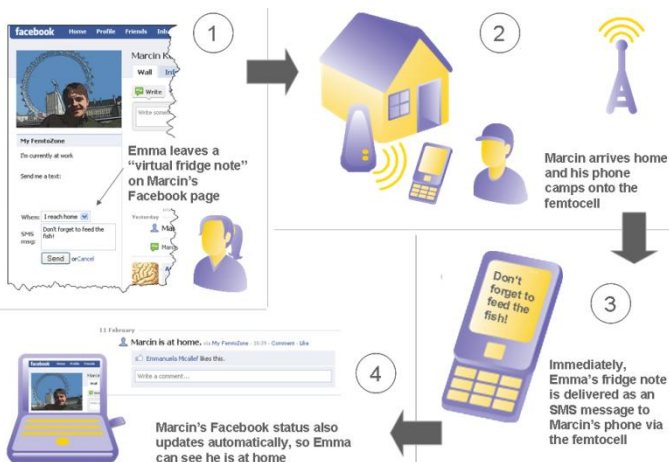 facebook Home Profile Friends
Marcin
Wall
Write
My FemtoZone
I'm currently at work
Send me a text:
When: I reach home
SMS msg: Don't forget to feed the fish!
Send or Cancel
Yesterday
1
Emma leaves a
"virtual fridge note"
on Marcin's
Facebook page
2
Marcin arrives home
and his phone
camps onto the
femtocell
Don't
forget to
feed the
fish!
3
Immediately,
Emma's fridge note
is delivered as an
SMS message to
Marcin's phone via
the femtocell
11 February
Marcin is at home. via My FemtoZone - 10:39 - Comment - Like
Emmanuela Micallef likes this.
Write a comment...
4
facebook
Marcin's Facebook status also
updates automatically, so Emma
can see he is at home